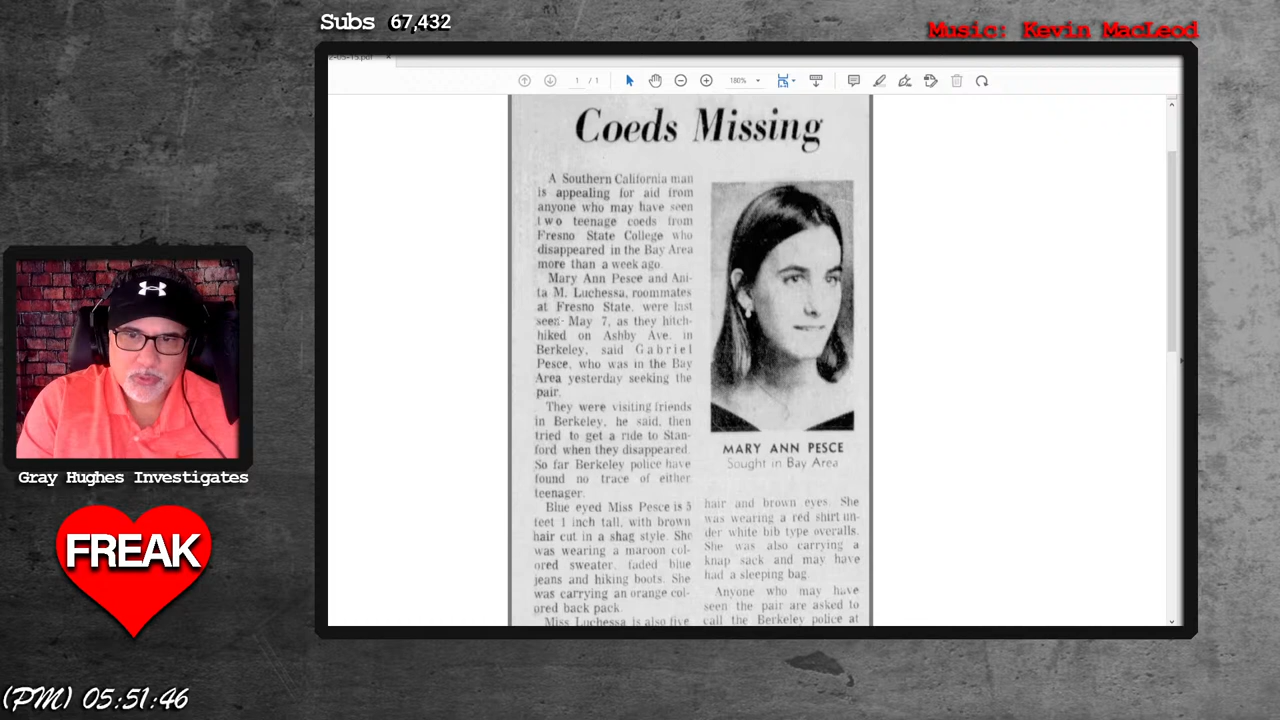 Subs 67,432
Music: Kevin MacLeod
1 / 1
180%
Coeds Missing
A Southern California man
is appealing for aid from
anyone who may have seen
two teenage coeds from
Fresno State College who
disappeared in the Bay Area
more than a week ago.
Mary Ann Pesce and Ani-
ta M. Luchessa, roommates
at Fresno State, were last
seen May 7, as they hitch-
hiked on Ashby Ave. in
Berkeley, said Gabriel
Pesce, who was in the Bay
Area yesterday seeking the
pair.
They were visiting friends
in Berkeley, he said, then
tried to get a ride to Stan-
ford when they disappeared.
So far Berkeley police have
found no trace of either
teenager.
Blue eyed Miss Pesce is 5
feet 1 inch tall, with brown
hair cut in a shag style. She
was wearing a maroon col-
ored sweater, faded blue
jeans and hiking boots. She
was carrying an orange col-
ored back pack.
Miss Luchessa is also five
MARY ANN PESCE
Sought in Bay Area
hair and brown eyes. She
was wearing a red shirt un-
der white bib type overalls.
She was also carrying a
knap sack and may have
had a sleeping bag.
Anyone who may have
seen the pair are asked to
call the Berkeley police at
Gray Hughes Investigates
FREAK
(PM) 05:51:46